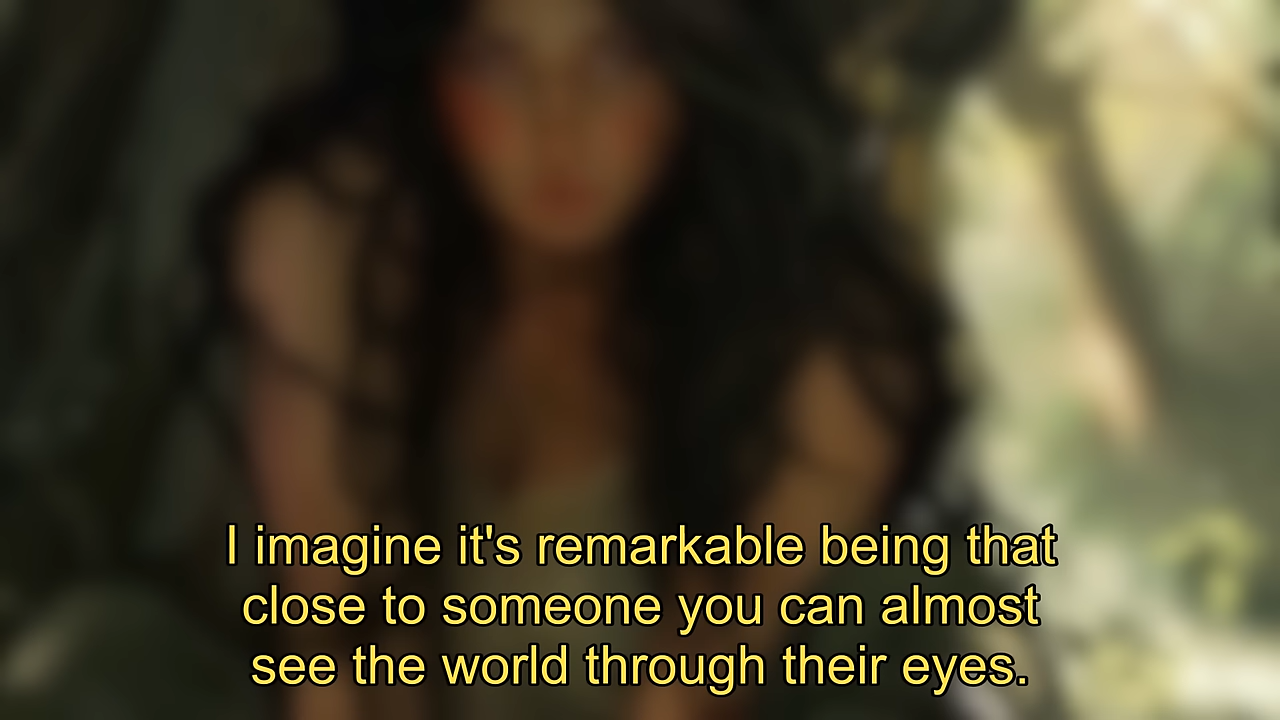 I imagine it's remarkable being that
close to someone you can almost
see the world through their eyes.